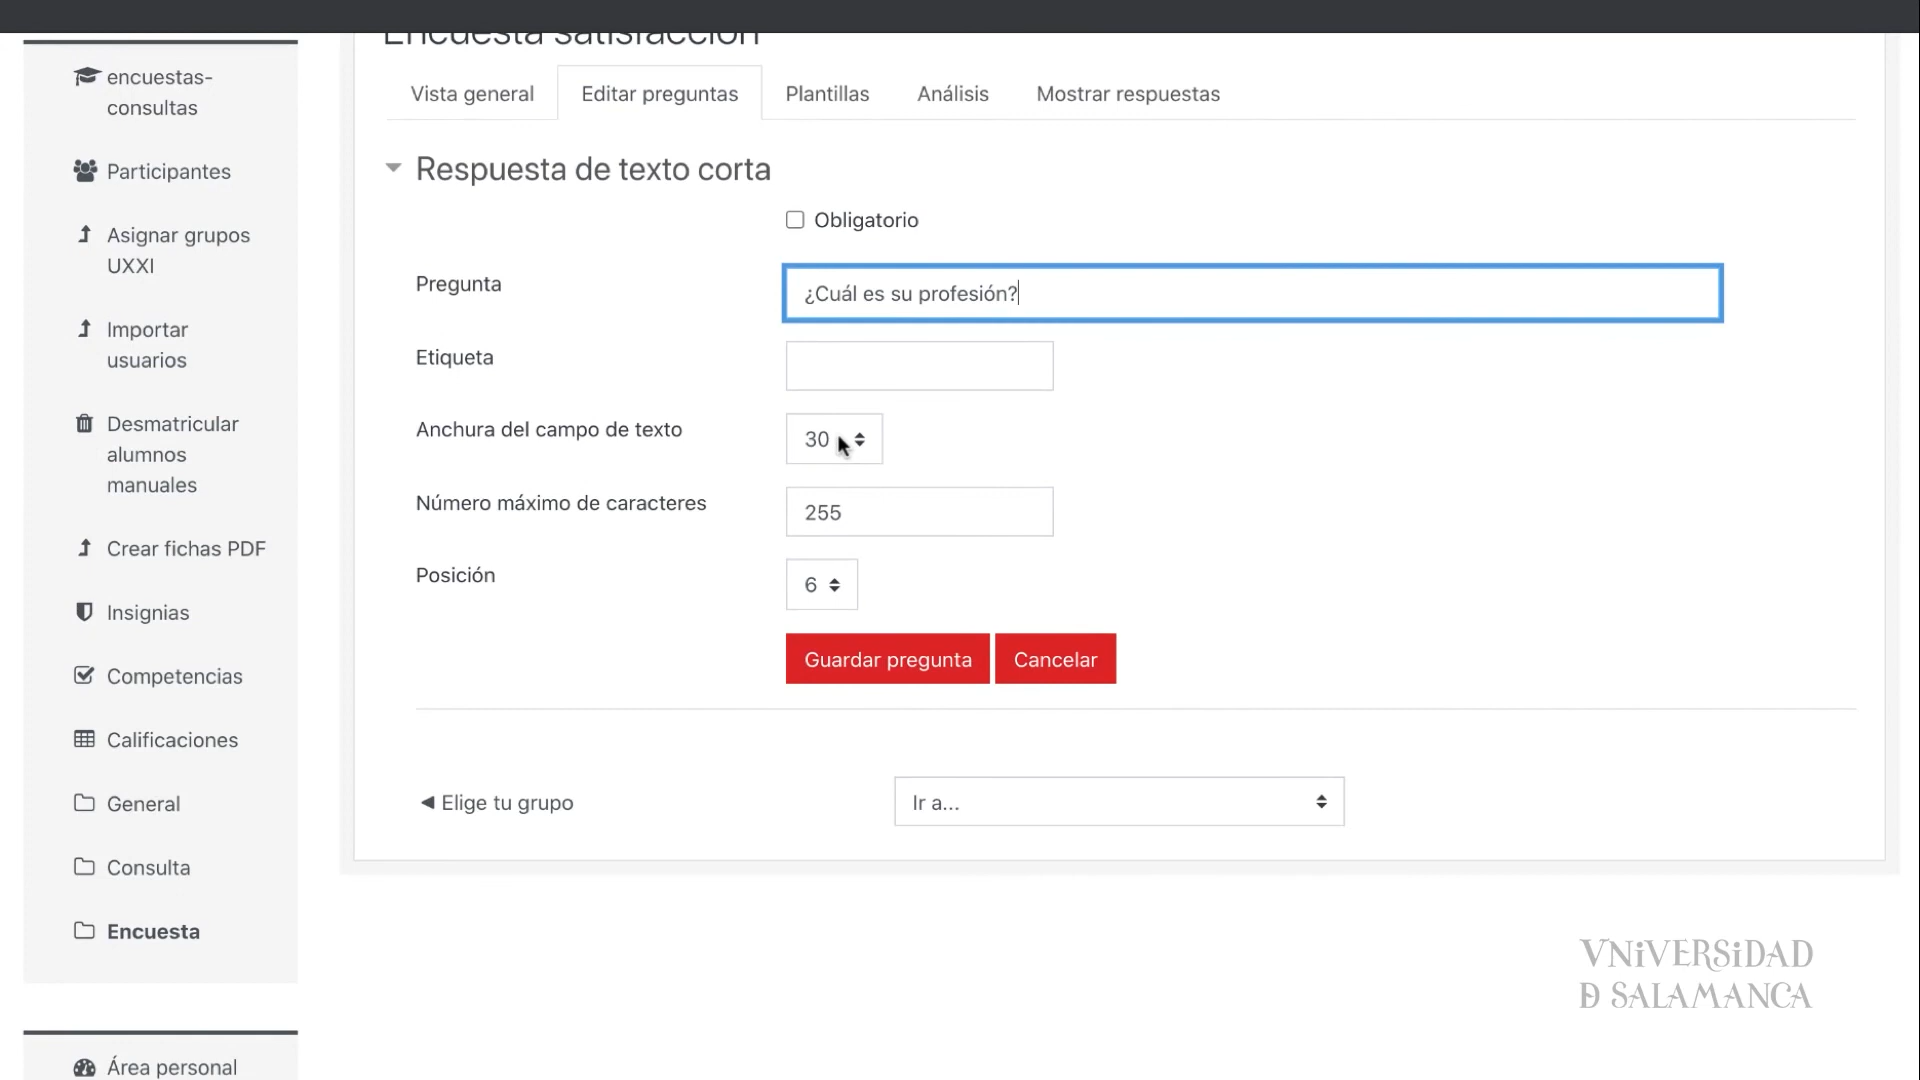 Encuesta satisfacción
encuestas-
consultas
Participantes
Asignar grupos
UXXI
Importar
usuarios
Desmatricular
alumnos
manuales
Crear fichas PDF
Insignias
Competencias
Calificaciones
General
Consulta
Encuesta
Área personal
Vista general
Editar preguntas
Plantillas
Análisis
Mostrar respuestas
Respuesta de texto corta
Obligatorio
Pregunta
¿Cuál es su profesión?
Etiqueta
Anchura del campo de texto
30
Número máximo de caracteres
255
Posición
6
Guardar pregunta
Cancelar
◄ Elige tu grupo
Ir a...
VNiVERSiDAD
D SALAMANCA